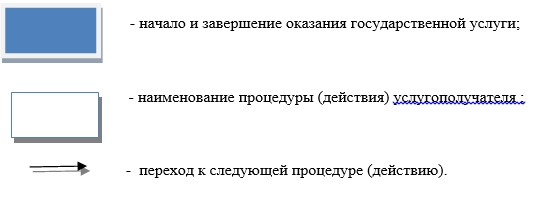 - начало и завершение оказания государственной услуги;
- наименование процедуры (действия) услугополучателя ;
- переход к следующей процедуре (действию).